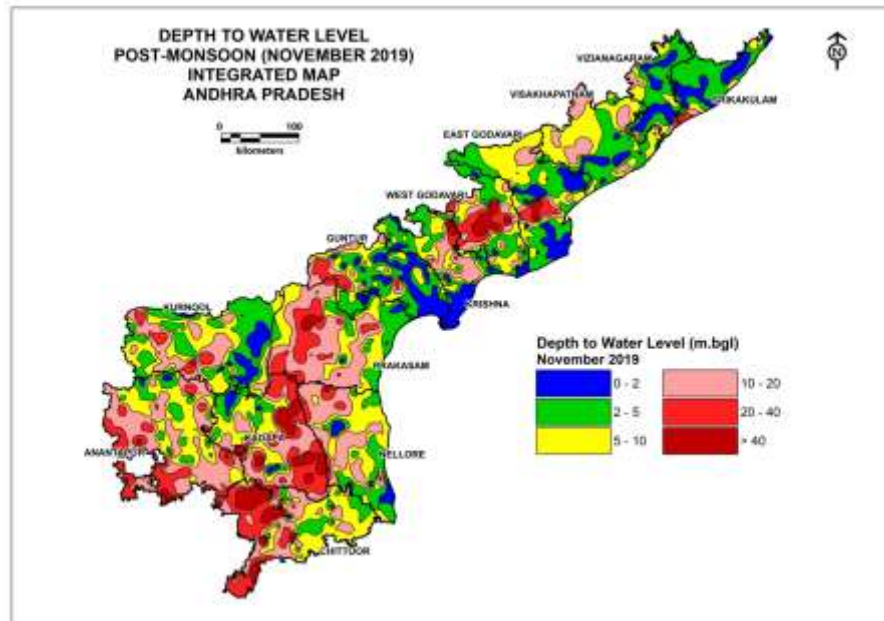 DEPTH TO WATER LEVEL
POST-MONSOON (NOVEMBER 2019)
INTEGRATED MAP
ANDHRA PRADESH
0 100
kilometers
N
VIZIANAGARAM
VISAKHAPATNAM
SRIKAKULAM
EAST GODAVARI
WEST GODAVARI
GUNTUR
KRISHNA
KURNOOL
PRAKASAM
KADAPA
ANANTAPUR
NELLORE
CHITTOOR
Depth to Water Level (m.bgl)
November 2019
0 - 2 10 - 20
2 - 5 20 - 40
5 - 10 > 40